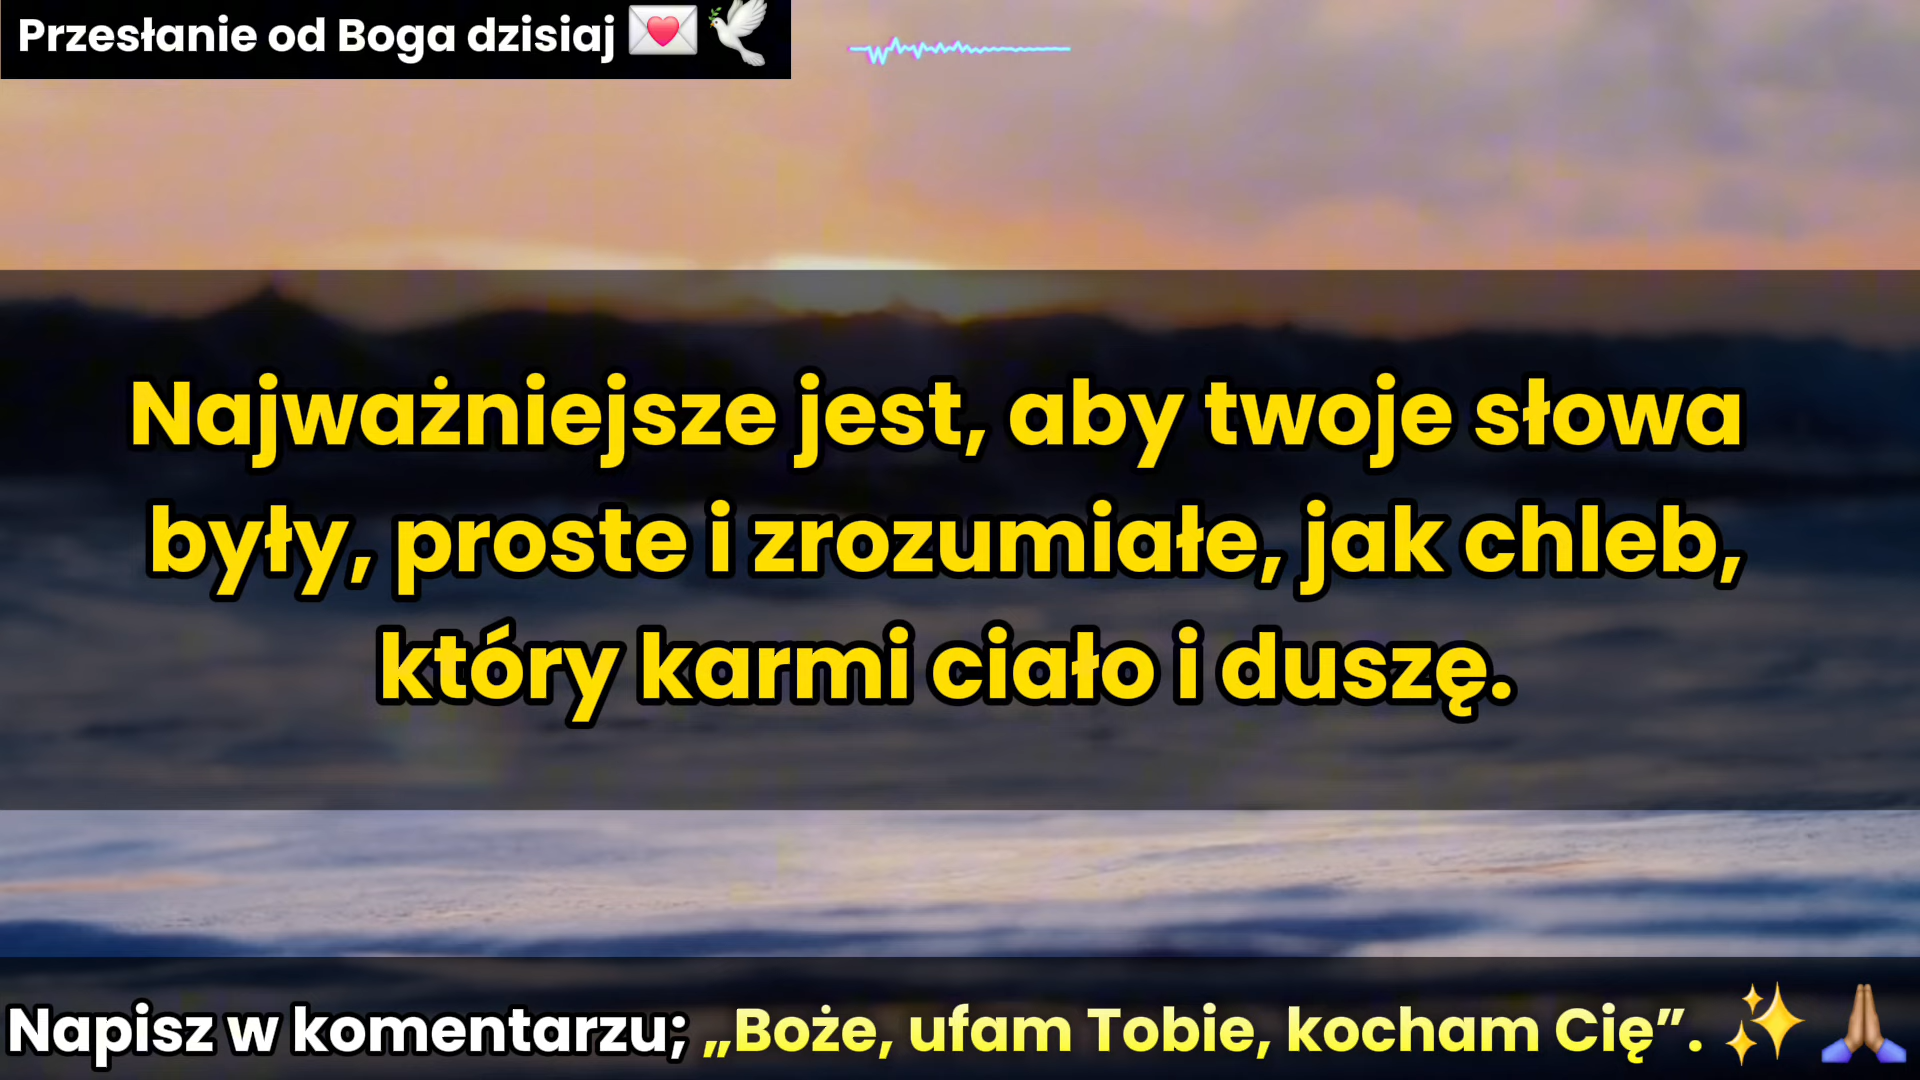 Przesłanie od Boga dzisiaj 💌🕊️
Najważniejsze jest, aby twoje słowa
były, proste i zrozumiałe, jak chleb,
który karmi ciało i duszę.
Napisz w komentarzu; „Boże, ufam Tobie, kocham Cię”. ✨🙏🏽